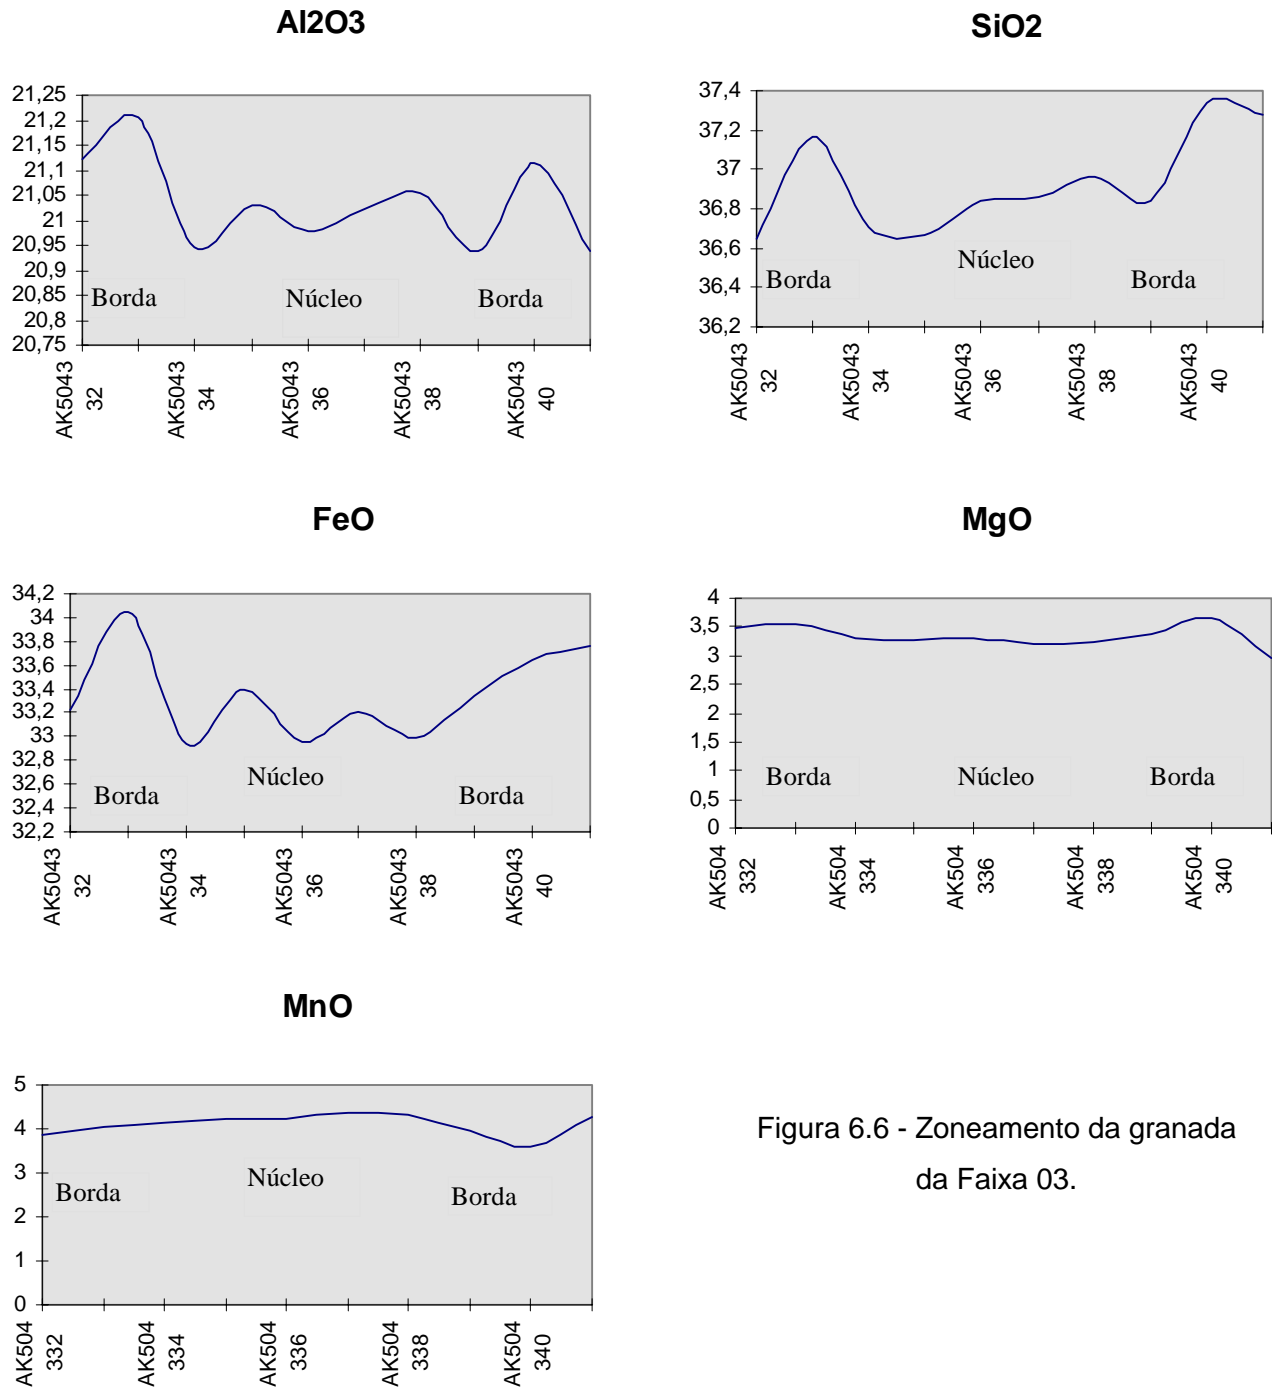 Al2O3
21,25
21,2
21,15
21,1
21,05
21
20,95
20,9
20,85
20,8
20,75
Borda
Núcleo
Borda
AK5043
32
AK5043
34
AK5043
36
AK5043
38
AK5043
40
SiO2
37,4
37,2
37
36,8
36,6
36,4
36,2
Borda
Núcleo
Borda
AK5043
32
AK5043
34
AK5043
36
AK5043
38
AK5043
40
FeO
34,2
34
33,8
33,6
33,4
33,2
33
32,8
32,6
32,4
32,2
Borda
Núcleo
Borda
AK5043
32
AK5043
34
AK5043
36
AK5043
38
AK5043
40
MgO
4
3,5
3
2,5
2
1,5
1
0,5
0
Borda
Núcleo
Borda
AK504
332
AK504
334
AK504
336
AK504
338
AK504
340
MnO
5
4
3
2
1
0
Borda
Núcleo
Borda
AK504
332
AK504
334
AK504
336
AK504
338
AK504
340
Figura 6.6 - Zoneamento da granada
da Faixa 03.